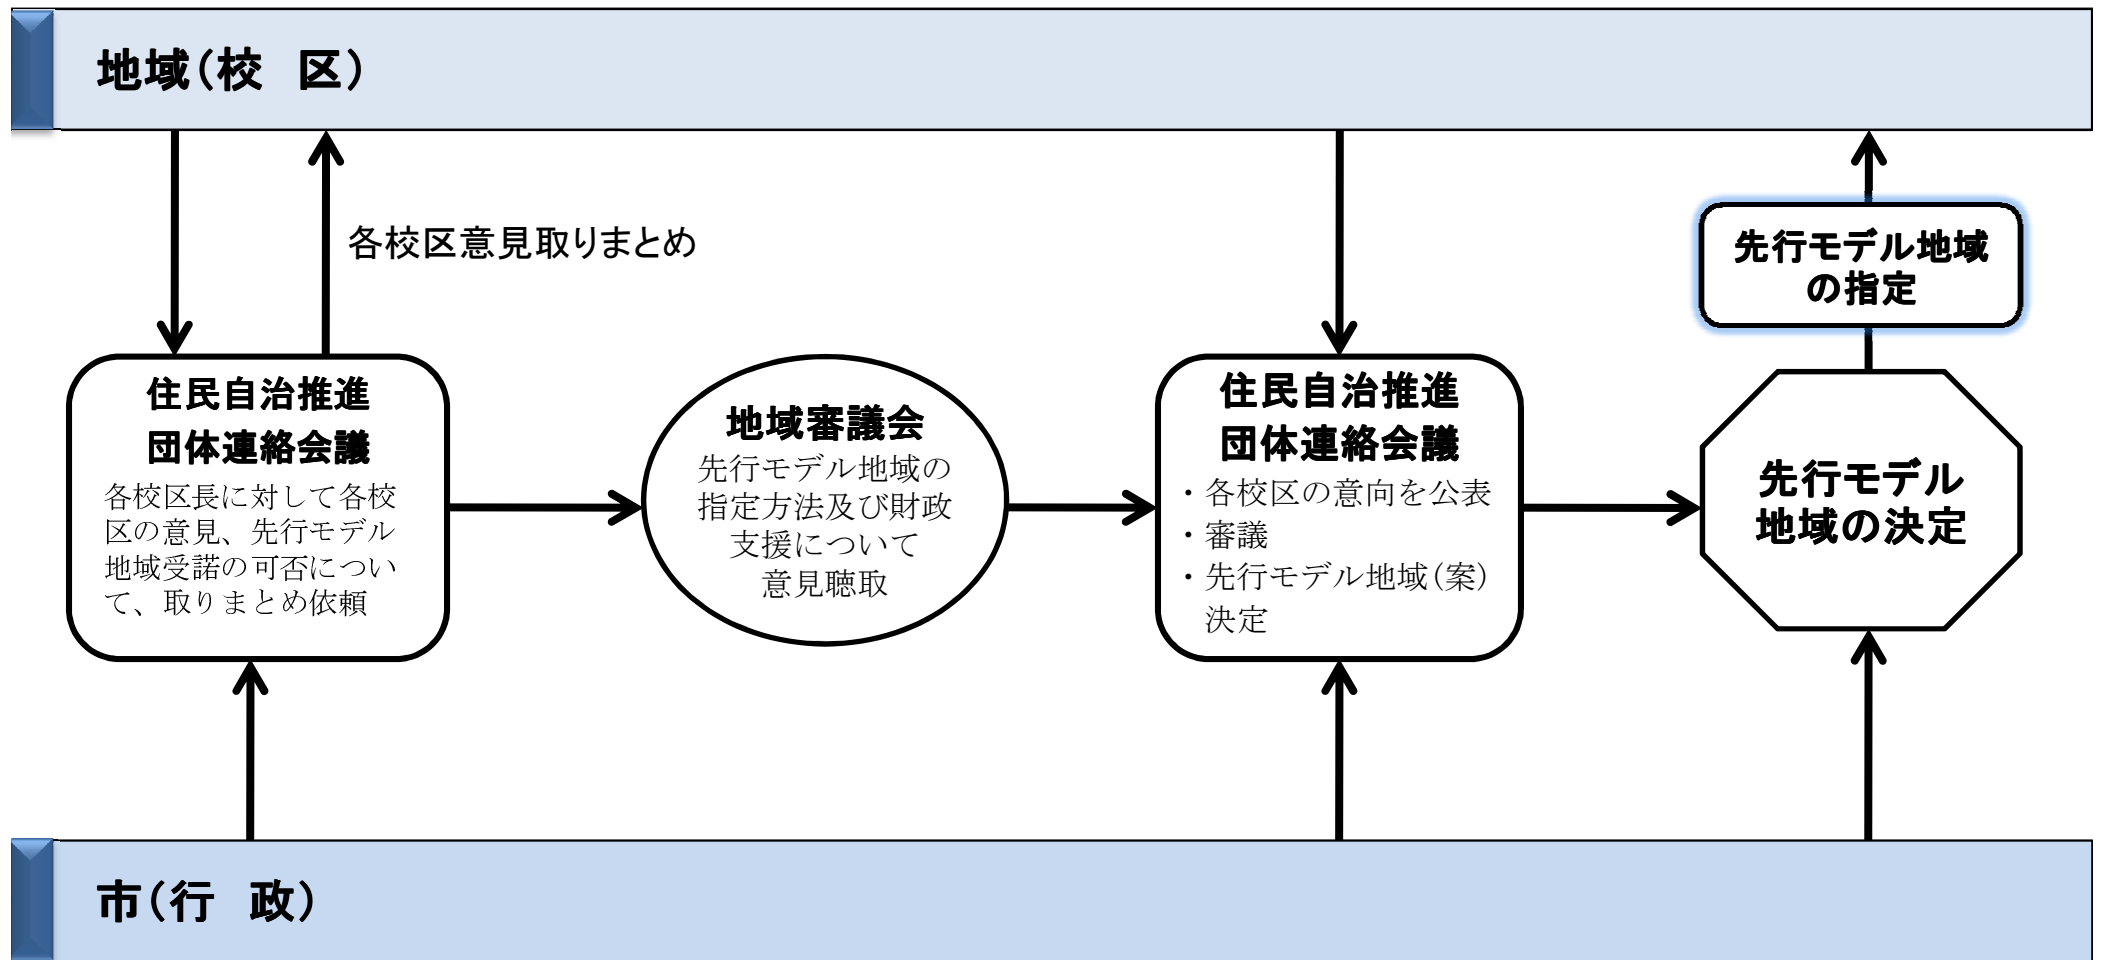 地域(校　区)
各校区意見取りまとめ
先行モデル地域
の指定
住民自治推進
団体連絡会議
各校区長に対して各校
区の意見、先行モデル
地域受諾の可否につい
て、取りまとめ依頼
地域審議会
先行モデル地域の
指定方法及び財政
支援について
意見聴取
住民自治推進
団体連絡会議
・各校区の意向を公表
・審議
・先行モデル地域(案)
決定
先行モデル
地域の決定
市(行　政)